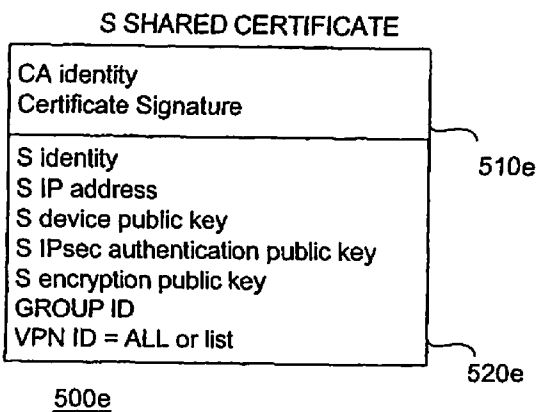 S SHARED CERTIFICATE
CA identity
Certificate Signature
510e
S identity
S IP address
S device public key
S IPsec authentication public key
S encryption public key
GROUP ID
VPN ID = ALL or list
520e
500e